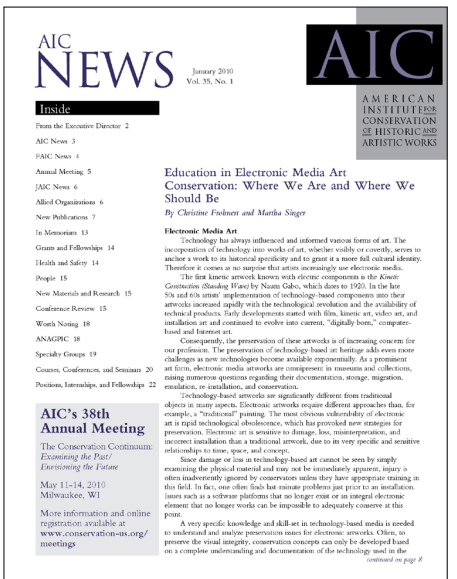 AIC
NEWS
January 2010
Vol. 35, No. 1
AIC
AMERICAN
INSTITUTE FOR
CONSERVATION
OF HISTORIC AND
ARTISTIC WORKS
Inside
From the Executive Director 2
AIC News 3
FAIC News 4
Annual Meeting 5
JAIC News 6
Allied Organizations 6
New Publications 7
In Memoriam 13
Grants and Fellowships 14
Health and Safety 14
People 15
New Materials and Research 15
Conference Review 15
Worth Noting 18
ANAGPIC 18
Specialty Groups 19
Courses, Conferences, and Seminars 20
Positions, Internships, and Fellowships 22
AIC's 38th
Annual Meeting
The Conservation Continuum:
Examining the Past/
Envisioning the Future
May 11-14, 2010
Milwaukee, WI
More information and online
registration available at
www.conservation-us.org/
meetings
Education in Electronic Media Art
Conservation: Where We Are and Where We
Should Be
By Christine Frohnert and Martha Singer
Electronic Media Art
Technology has always influenced and informed various forms of art. The
incorporation of technology into works of art, whether visibly or covertly, serves to
anchor a work to its historical specificity and to grant it a more full cultural identity.
Therefore it comes as no surprise that artists increasingly use electronic media.
The first kinetic artwork known with electric components is the Kinetic
Construction (Standing Wave) by Naum Gabo, which dates to 1920. In the late
50s and 60s artists' implementation of technology-based components into their
artworks increased rapidly with the technological revolution and the availability of
technical products. Early developments started with film, kinetic art, video art, and
installation art and continued to evolve into current, "digitally born," computer-
based and Internet art.
Consequently, the preservation of these artworks is of increasing concern for
our profession. The preservation of technology-based art heritage adds even more
challenges as new technologies become available exponentially. As a prominent
art form, electronic media artworks are omnipresent in museums and collections,
raising numerous questions regarding their documentation, storage, migration,
emulation, re-installation, and conservation.
Technology-based artworks are significantly different from traditional
objects in many aspects. Electronic artworks require different approaches than, for
example, a "traditional" painting. The most obvious vulnerability of electronic
art is rapid technological obsolescence, which has provoked new strategies for
preservation. Electronic art is sensitive to damage, loss, misinterpretation, and
incorrect installation than a traditional artwork, due to its very specific and sensitive
relationships to time, space, and concept.
Since damage or loss in technology-based art cannot be seen by simply
examining the physical material and may not be immediately apparent, injury is
often inadvertently ignored by conservators unless they have appropriate training in
this field. In fact, one often finds last-minute problems just prior to an installation.
Issues such as a software platforms that no longer exist or an integral electronic
element that no longer works can be impossible to adequately conserve at this
point.
A very specific knowledge and skill-set in technology-based media is needed
to understand and analyze preservation issues for electronic artworks. Often, to
preserve the visual integrity, conservation concepts can only be developed based
on a complete understanding and documentation of the technology used in the
continued on page 8